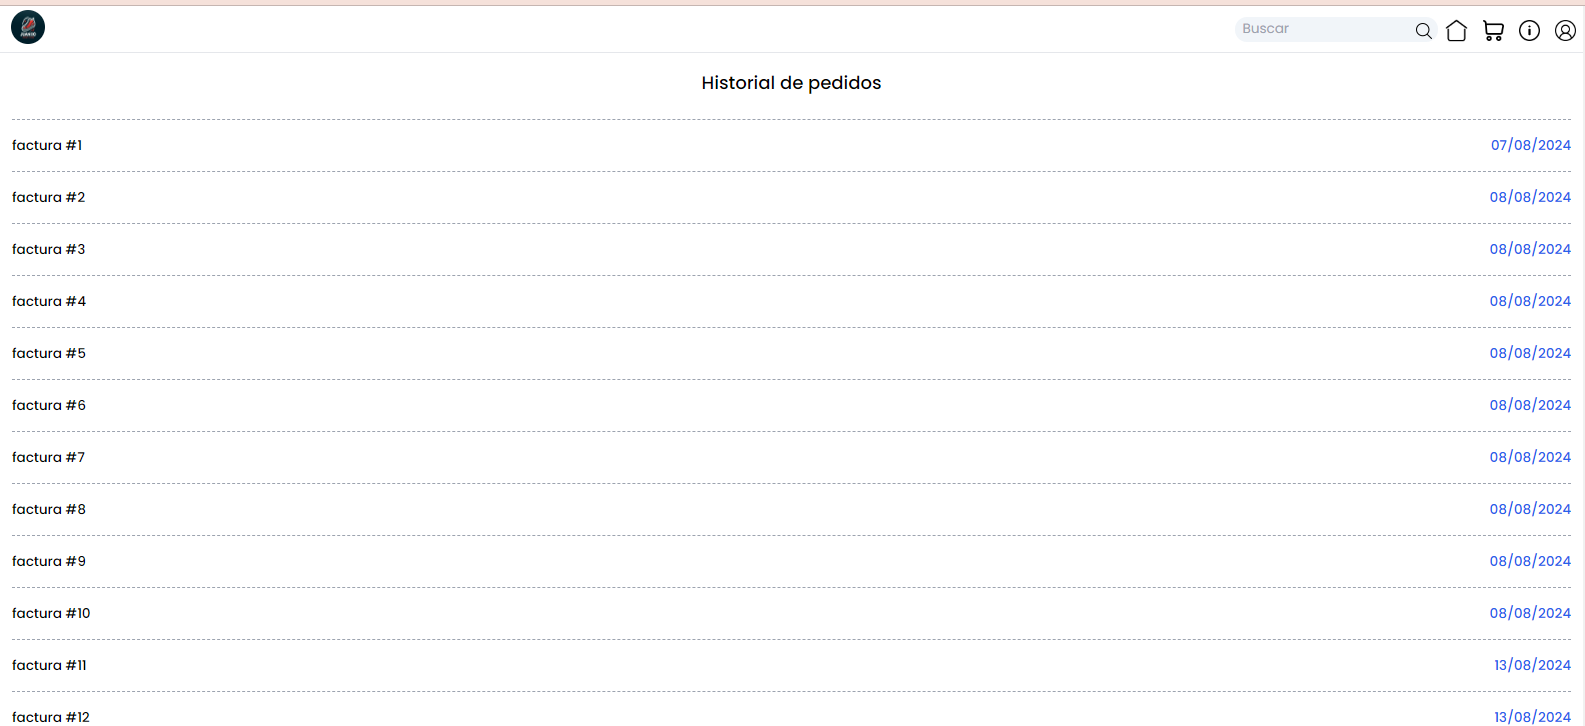 Buscar
Historial de pedidos
factura #1 07/08/2024
factura #2 08/08/2024
factura #3 08/08/2024
factura #4 08/08/2024
factura #5 08/08/2024
factura #6 08/08/2024
factura #7 08/08/2024
factura #8 08/08/2024
factura #9 08/08/2024
factura #10 08/08/2024
factura #11 13/08/2024
factura #12 13/08/2024